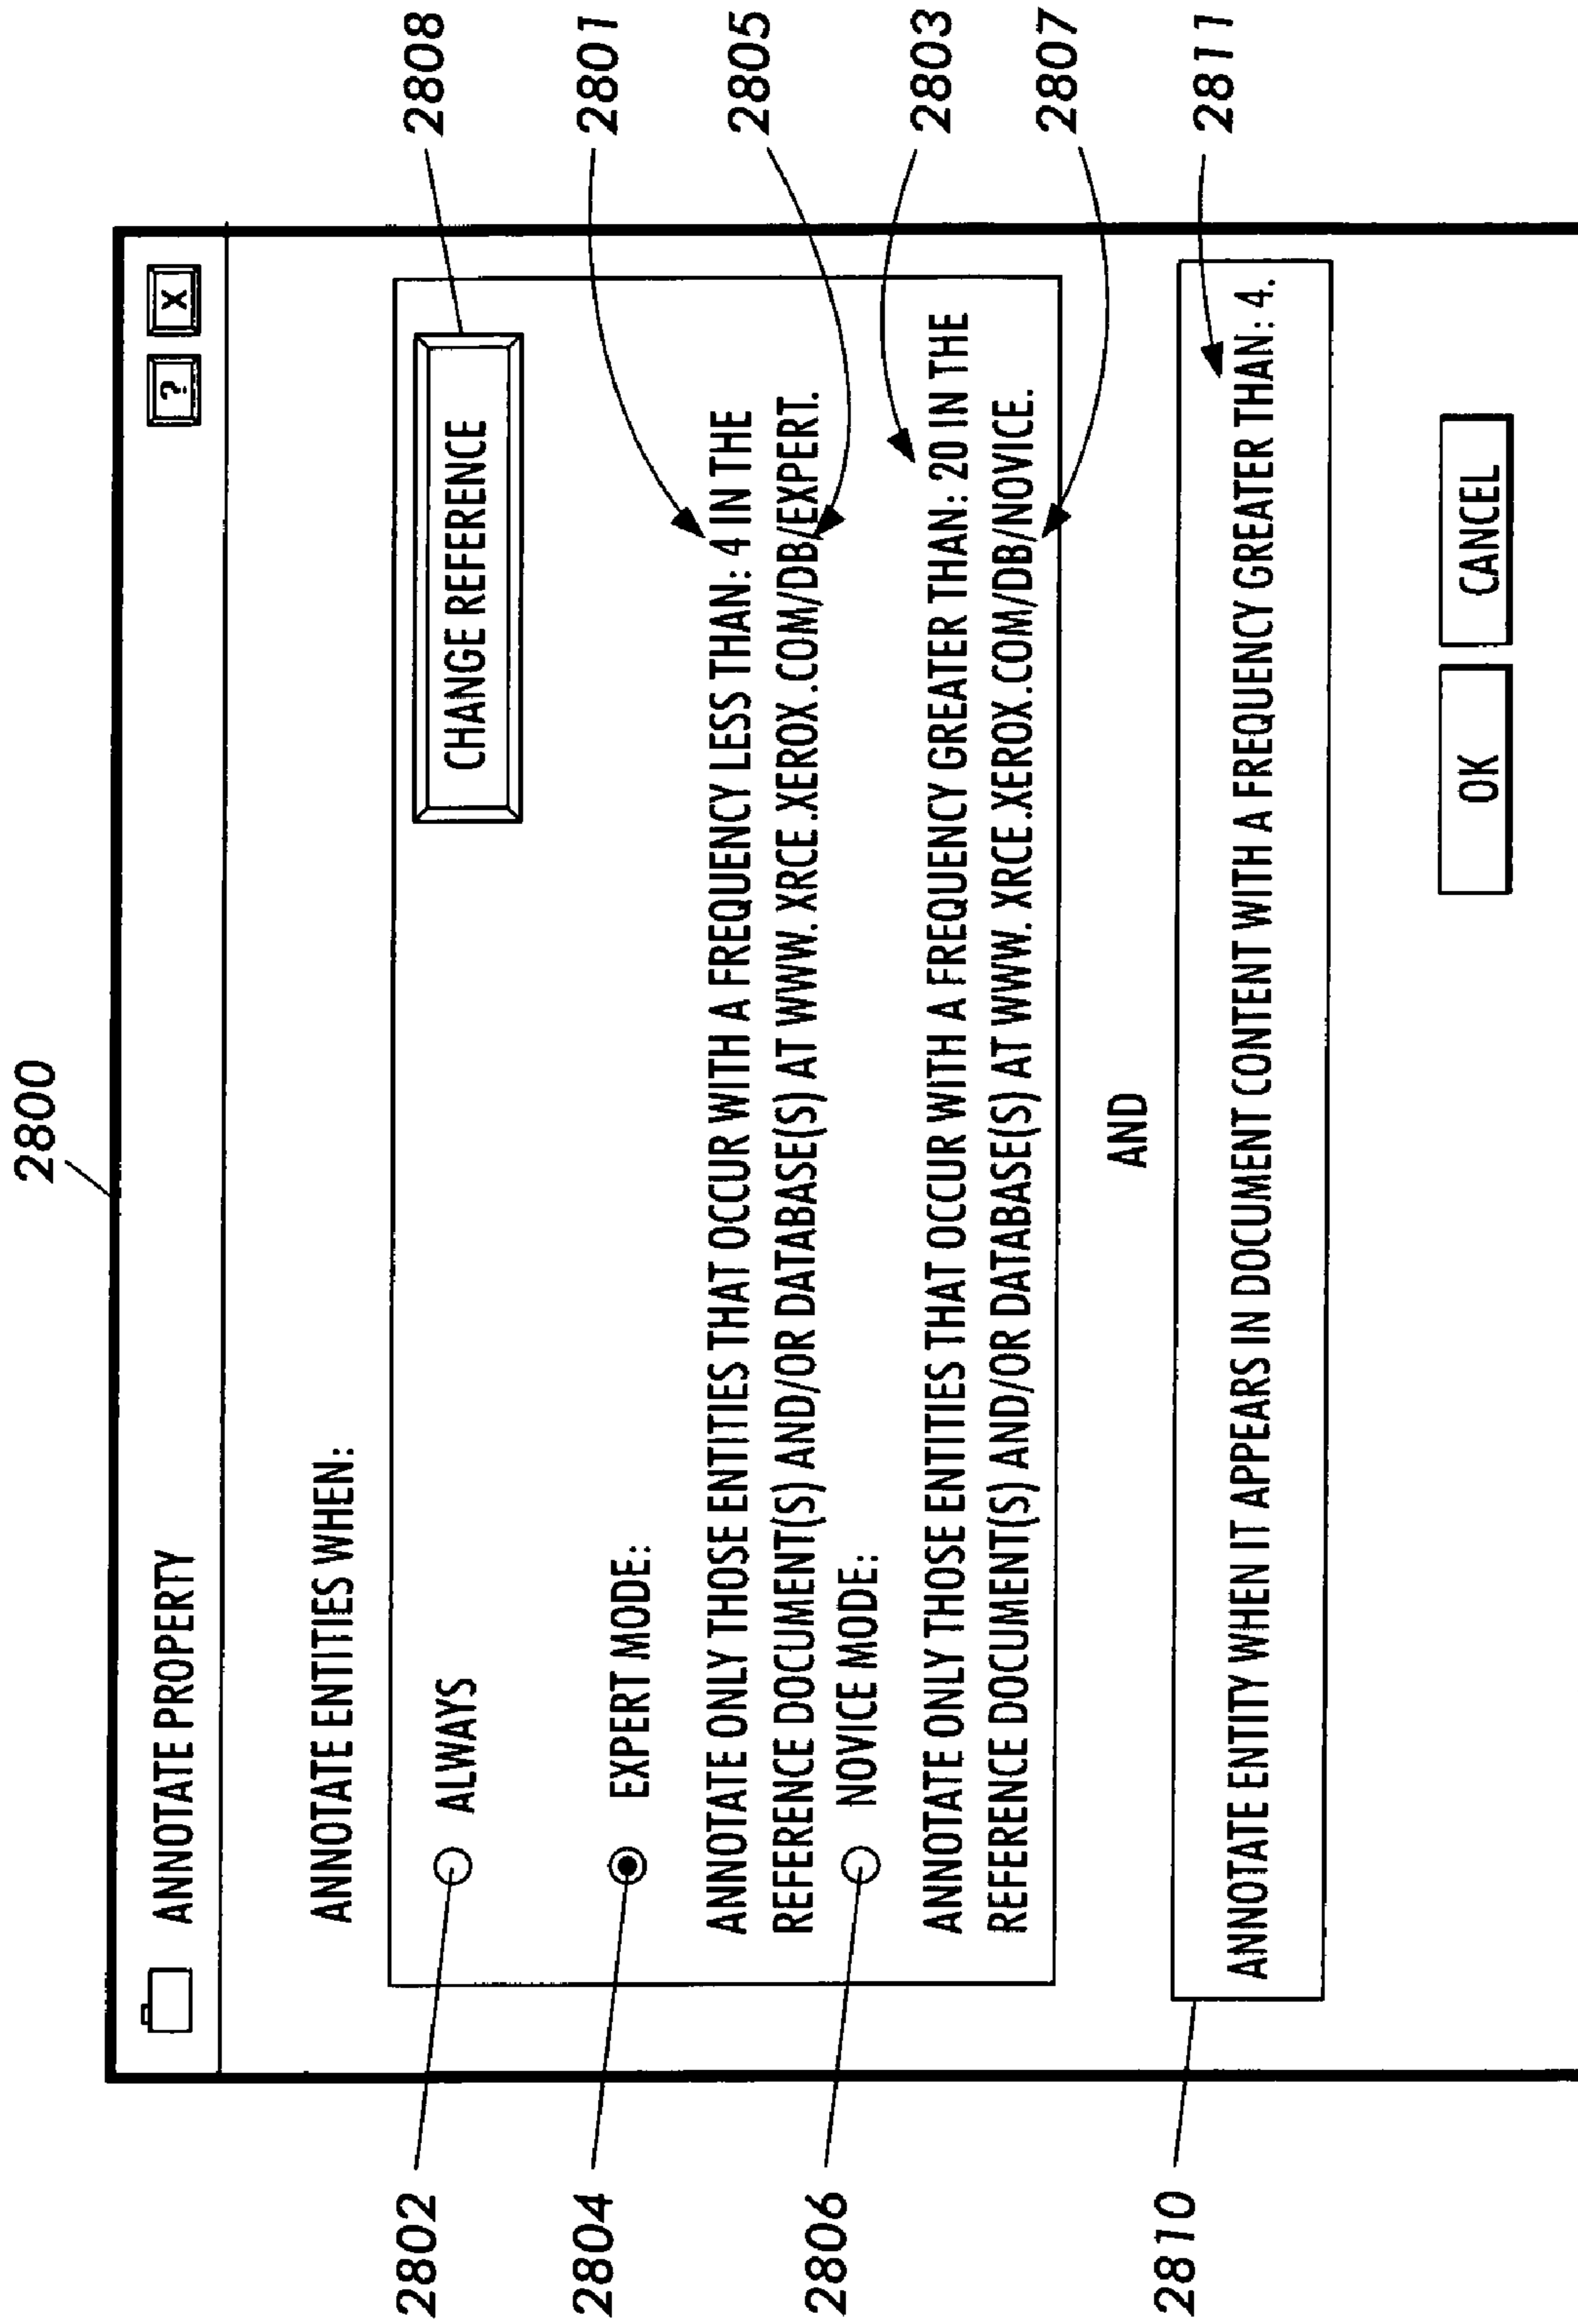 2800
ANNOTATE PROPERTY
? X
ANNOTATE ENTITIES WHEN:
2802
ALWAYS
CHANGE REFERENCE
2808
2804
EXPERT MODE:
2801
ANNOTATE ONLY THOSE ENTITIES THAT OCCUR WITH A FREQUENCY LESS THAN: 4 IN THE
REFERENCE DOCUMENT(S) AND/OR DATABASE(S) AT WWW. XRCE.XEROX.COM/DB/EXPERT.
2805
2806
NOVICE MODE:
2803
ANNOTATE ONLY THOSE ENTITIES THAT OCCUR WITH A FREQUENCY GREATER THAN: 20 IN THE
REFERENCE DOCUMENT(S) AND/OR DATABASE(S) AT WWW. XRCE.XEROX.COM/DB/NOVICE.
2807
AND
2810
ANNOTATE ENTITY WHEN IT APPEARS IN DOCUMENT CONTENT WITH A FREQUENCY GREATER THAN: 4.
2811
OK
CANCEL